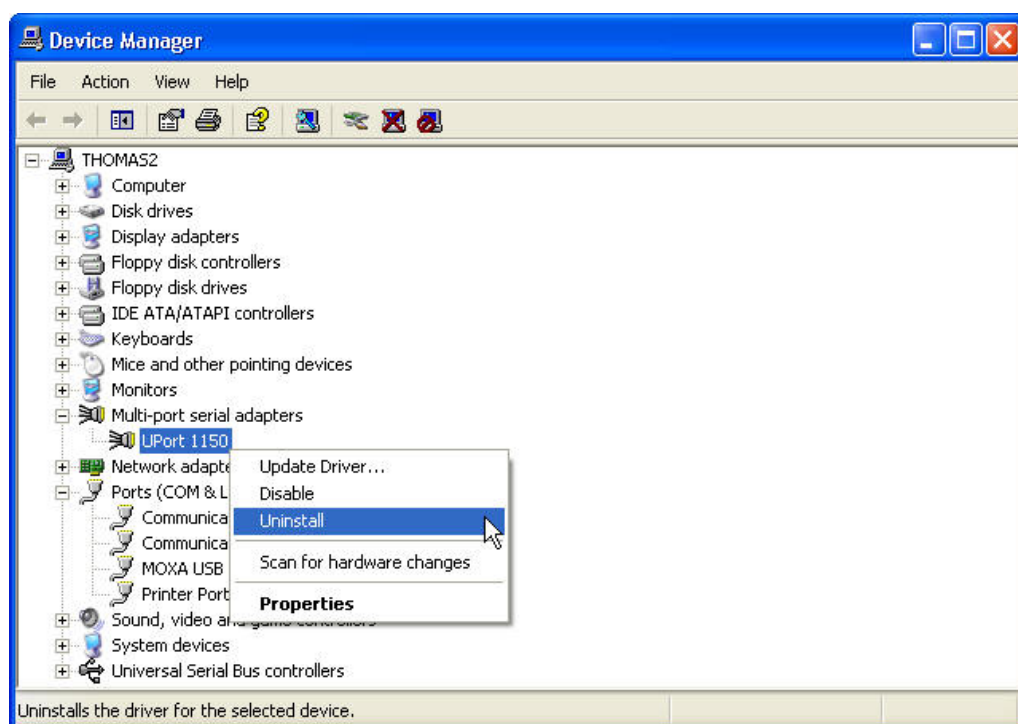 Device Manager
File Action View Help
THOMAS2
Computer
Disk drives
Display adapters
Floppy disk controllers
Floppy disk drives
IDE ATA/ATAPI controllers
Keyboards
Mice and other pointing devices
Monitors
Multi-port serial adapters
UPort 1150
Network adapte
Ports (COM & L
Communica
Communica
MOXA USB
Printer Port
Sound, video and game controllers
System devices
Universal Serial Bus controllers
Update Driver...
Disable
Uninstall
Scan for hardware changes
Properties
Uninstalls the driver for the selected device.